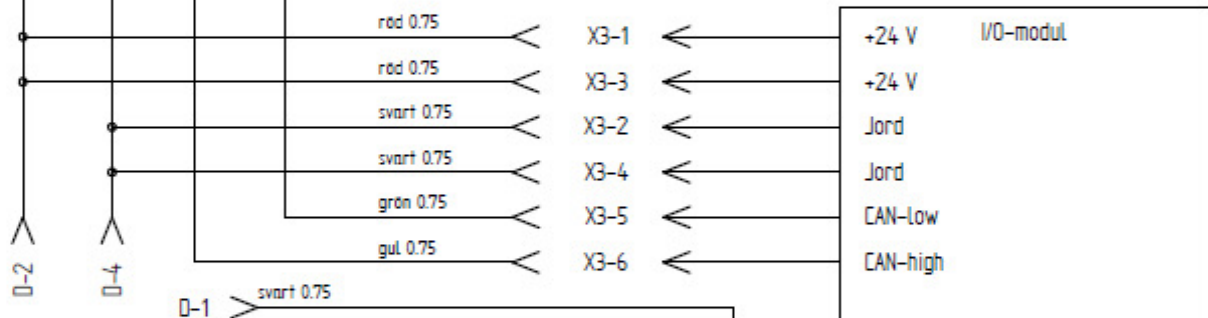 röd 0.75 X3-1 +24 V I/O-modul
röd 0.75 X3-3 +24 V
svart 0.75 X3-2 Jord
svart 0.75 X3-4 Jord
grön 0.75 X3-5 CAN-low
gul 0.75 X3-6 CAN-high
D-2
D-4
D-1 svart 0.75